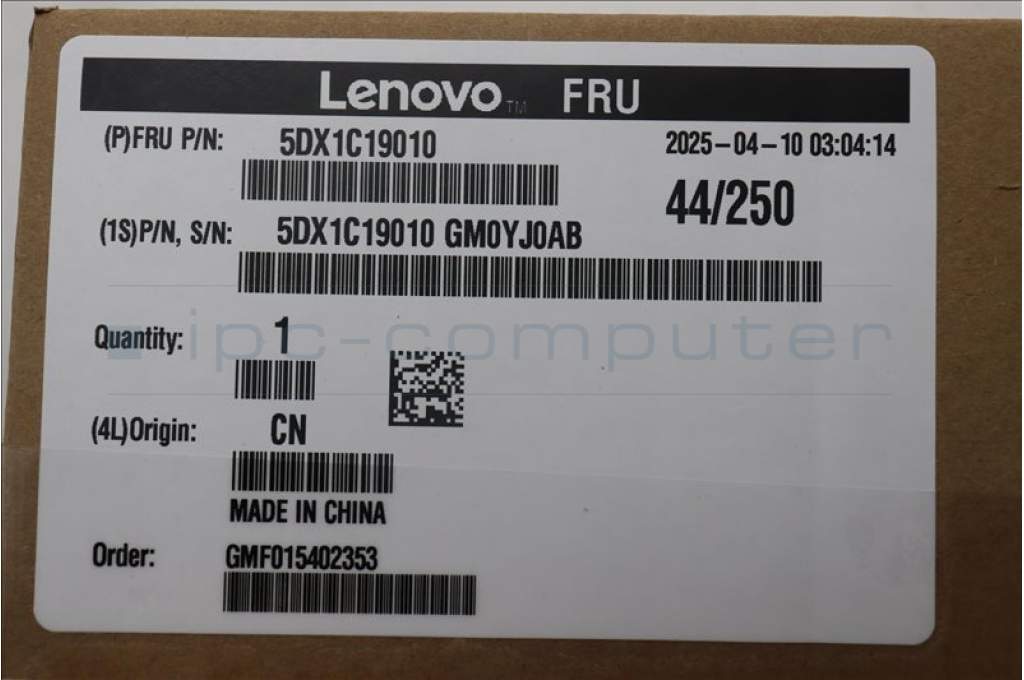 Lenovo™ FRU
(P)FRU P/N: 5DX1C19010
2025-04-10 03:04:14
44/250
(1S)P/N, S/N: 5DX1C19010 GM0YJ0AB
Quantity: 1
ipc-computer
(4L)Origin: CN
MADE IN CHINA
Order: GMF015402353